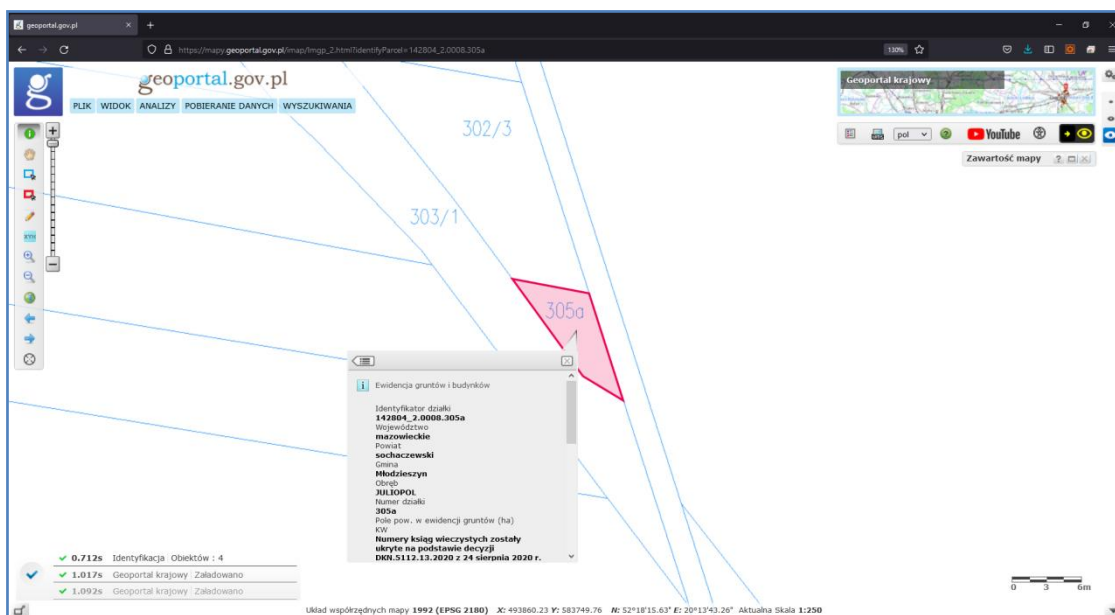 geoportal.gov.pl
https://mapy.geoportal.gov.pl/imap/Imgp_2.html?identifyParcel=142804_2.0008.305a
130%
geoportal.gov.pl
Geoportal krajowy
PLIK WIDOK ANALIZY POBIERANIE DANYCH WYSZUKIWANIA
pol
YouTube
Zawartość mapy
302/3
303/1
305a
Ewidencja gruntów i budynków
Identyfikator działki
142804_2.0008.305a
Województwo
mazowieckie
Powiat
sochaczewski
Gmina
Młodzieszyn
Obręb
JULIOPOL
Numer działki
305a
Pole pow. w ewidencji gruntów (ha)
KW
Numery ksiąg wieczystych zostały
ukryte na podstawie decyzji
DKN.5112.13.2020 z 24 sierpnia 2020 r.
0.712s Identyfikacja Obiektów : 4
1.017s Geoportal krajowy Załadowano
1.092s Geoportal krajowy Załadowano
0 3 6m
Układ współrzędnych mapy 1992 (EPSG 2180) X: 493860.23 Y: 583749.76 N: 52°18'15.63" E: 20°13'43.26" Aktualna Skala 1:250